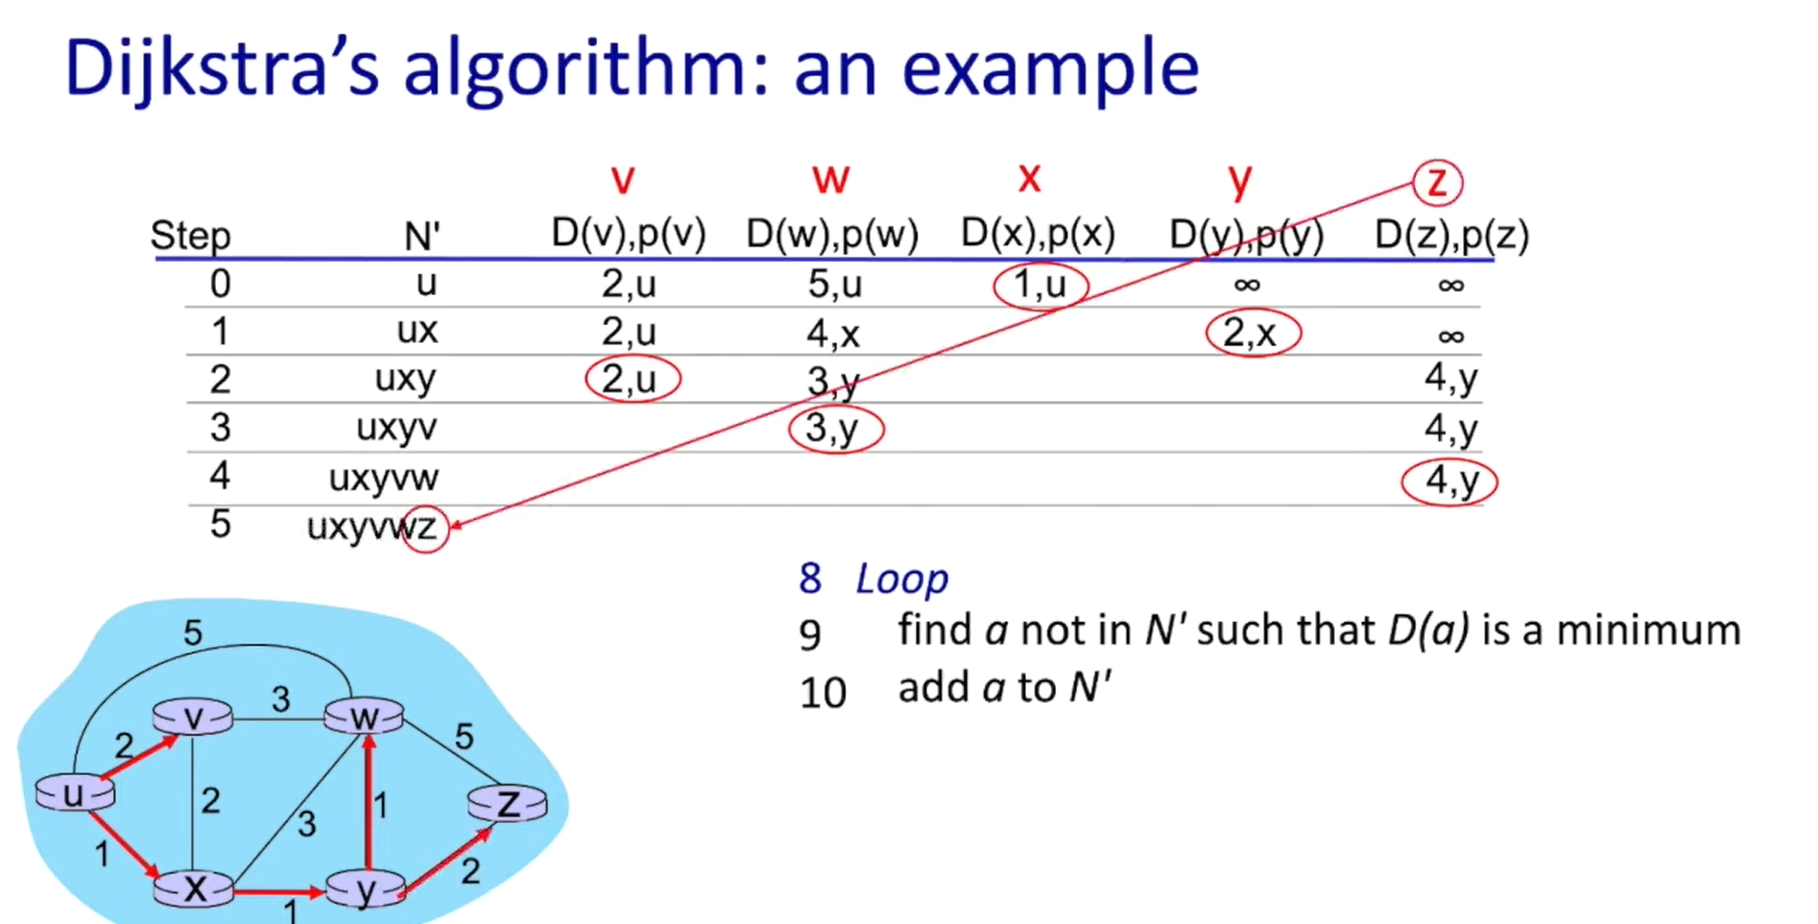 Dijkstra's algorithm: an example
v w x y z
Step N' D(v),p(v) D(w),p(w) D(x),p(x) D(y),p(y) D(z),p(z)
0 u 2,u 5,u 1,u ∞ ∞
1 ux 2,u 4,x 2,x ∞
2 uxy 2,u 3,y 4,y
3 uxyv 3,y 4,y
4 uxyvw 4,y
5 uxyvwz
8 Loop
9 find a not in N' such that D(a) is a minimum
10 add a to N'
5
3
v w
5
2
u 2 1 z
3
1 2
x y
1